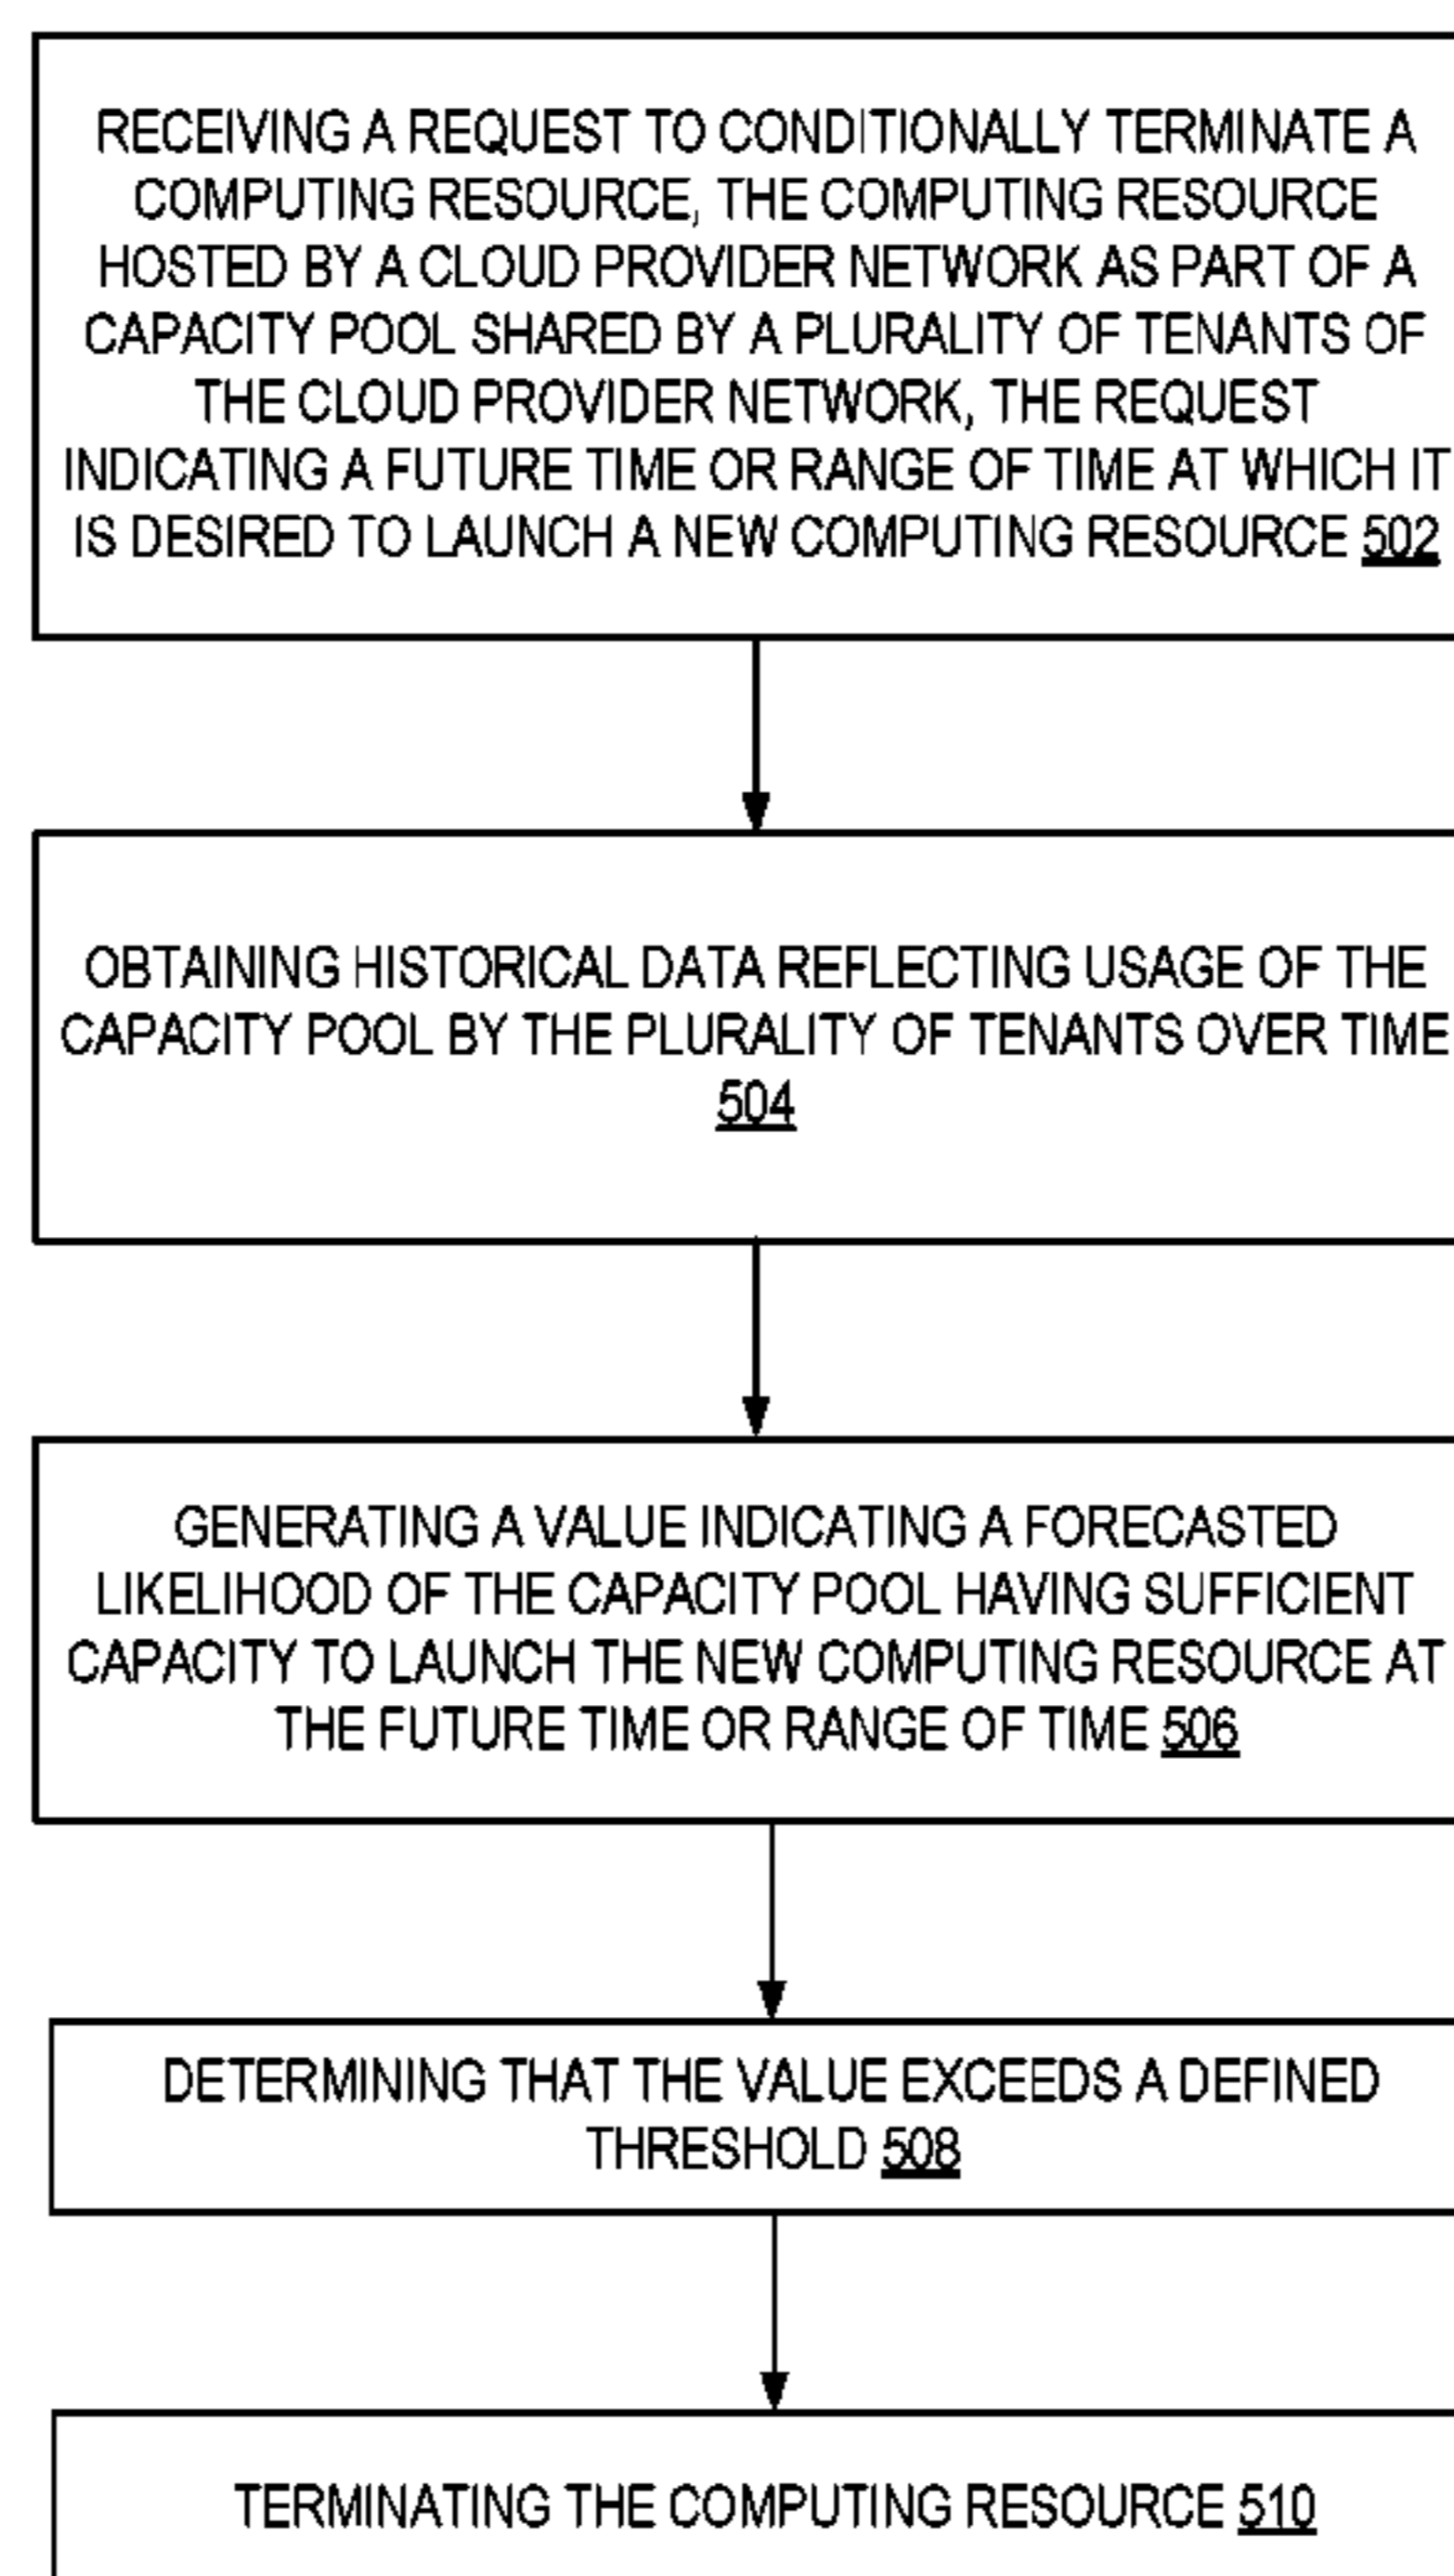 RECEIVING A REQUEST TO CONDITIONALLY TERMINATE A
COMPUTING RESOURCE, THE COMPUTING RESOURCE
HOSTED BY A CLOUD PROVIDER NETWORK AS PART OF A
CAPACITY POOL SHARED BY A PLURALITY OF TENANTS OF
THE CLOUD PROVIDER NETWORK, THE REQUEST
INDICATING A FUTURE TIME OR RANGE OF TIME AT WHICH IT
IS DESIRED TO LAUNCH A NEW COMPUTING RESOURCE 502
OBTAINING HISTORICAL DATA REFLECTING USAGE OF THE
CAPACITY POOL BY THE PLURALITY OF TENANTS OVER TIME
504
GENERATING A VALUE INDICATING A FORECASTED
LIKELIHOOD OF THE CAPACITY POOL HAVING SUFFICIENT
CAPACITY TO LAUNCH THE NEW COMPUTING RESOURCE AT
THE FUTURE TIME OR RANGE OF TIME 506
DETERMINING THAT THE VALUE EXCEEDS A DEFINED
THRESHOLD 508
TERMINATING THE COMPUTING RESOURCE 510